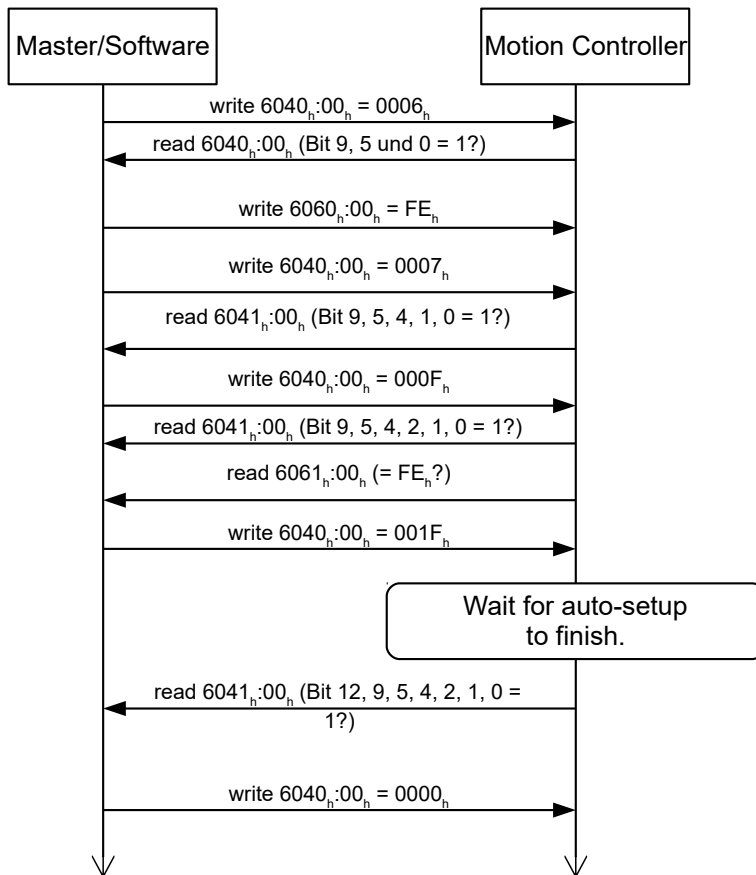 Master/Software
Motion Controller
write 6040ₕ:00ₕ = 0006ₕ
read 6040ₕ:00ₕ (Bit 9, 5 und 0 = 1?)
write 6060ₕ:00ₕ = FEₕ
write 6040ₕ:00ₕ = 0007ₕ
read 6041ₕ:00ₕ (Bit 9, 5, 4, 1, 0 = 1?)
write 6040ₕ:00ₕ = 000Fₕ
read 6041ₕ:00ₕ (Bit 9, 5, 4, 2, 1, 0 = 1?)
read 6061ₕ:00ₕ (= FEₕ?)
write 6040ₕ:00ₕ = 001Fₕ
Wait for auto-setup
to finish.
read 6041ₕ:00ₕ (Bit 12, 9, 5, 4, 2, 1, 0 =
1?)
write 6040ₕ:00ₕ = 0000ₕ